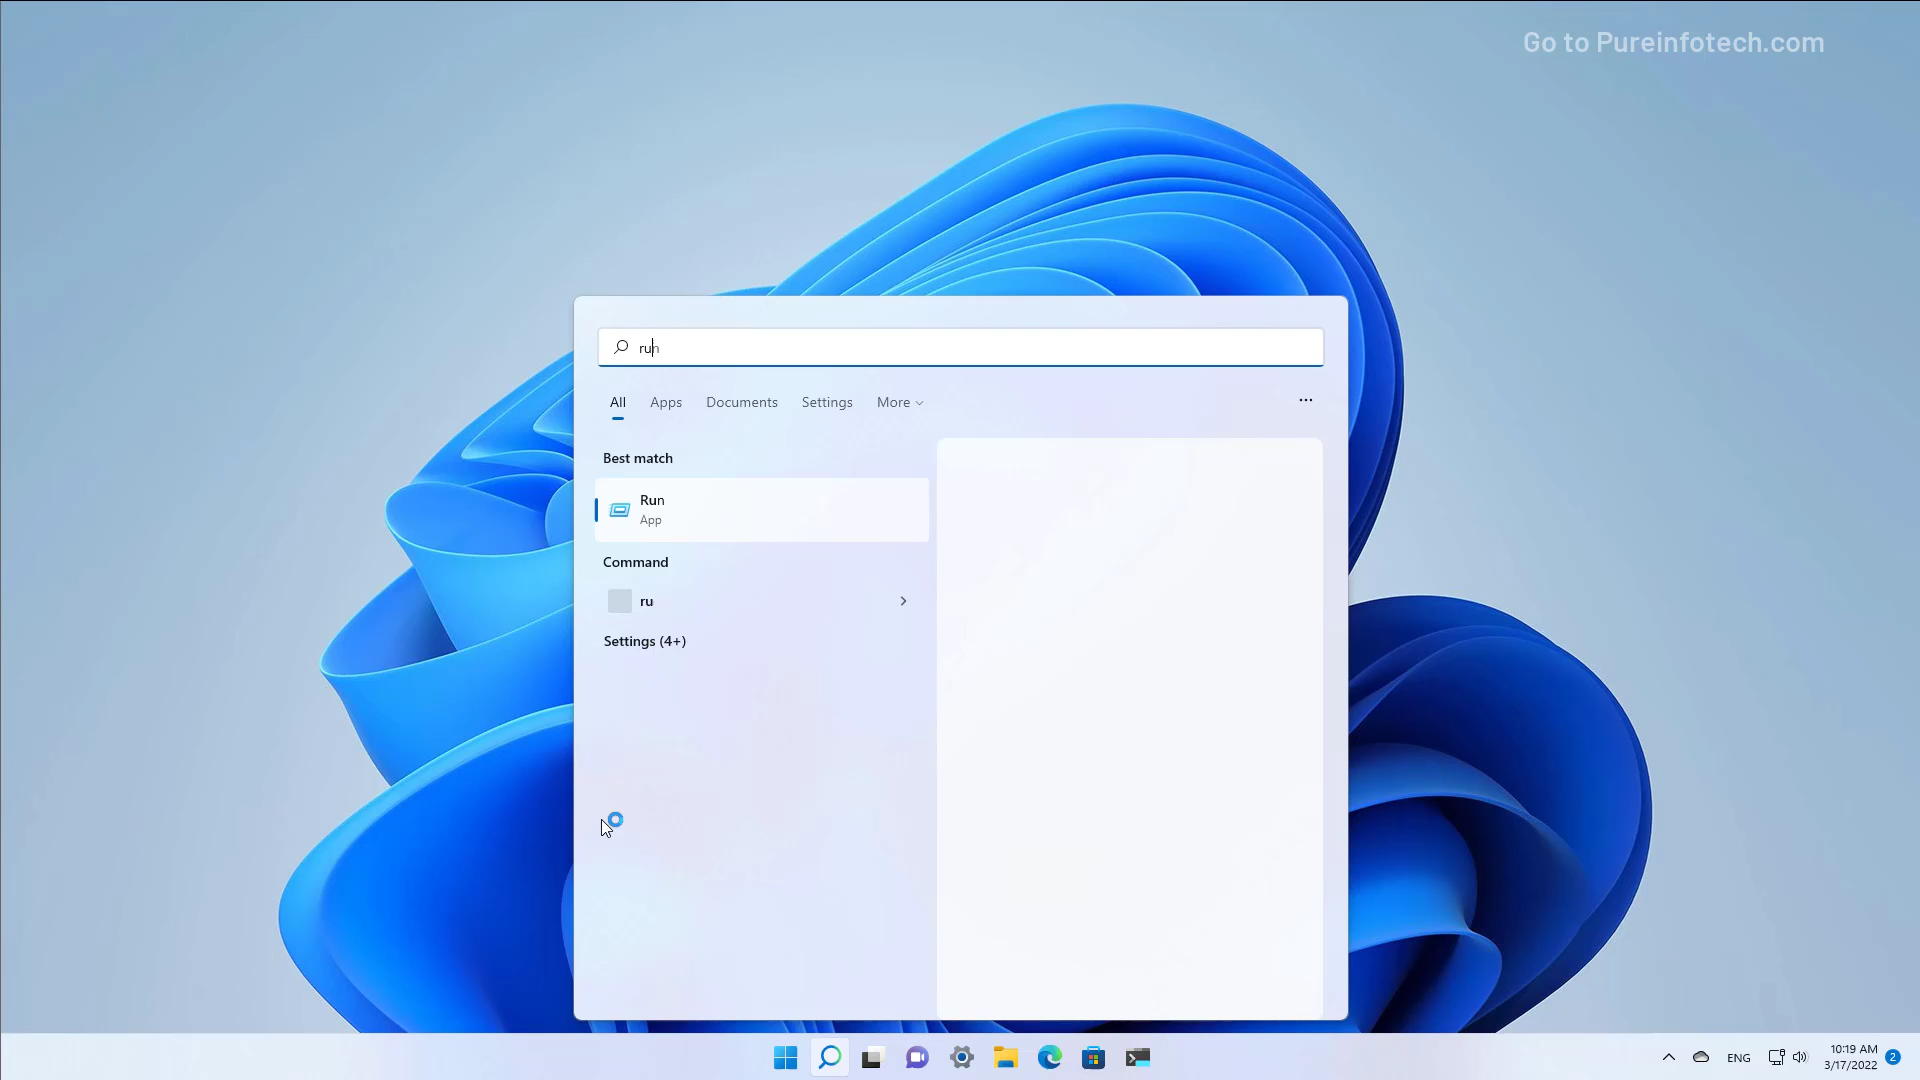 Go to Pureinfotech.com
run
All Apps Documents Settings More
Best match
Run
App
Command
ru
Settings (4+)
ENG
10:19 AM
3/17/2022
2